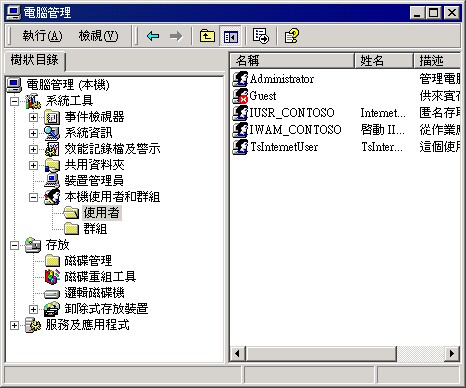 電腦管理
執行(A) 檢視(V)
樹狀目錄
電腦管理 (本機)
系統工具
事件檢視器
系統資訊
效能記錄檔及警示
共用資料夾
裝置管理員
本機使用者和群組
使用者
群組
存放
磁碟管理
磁碟重組工具
邏輯磁碟機
卸除式存放裝置
服務及應用程式
名稱 姓名 描述
Administrator 管理電腦
Guest 供來賓存
IUSR_CONTOSO Internet... 匿名存取
IWAM_CONTOSO 啓動 II... 從作業應
TsInternetUser TsInter... 這個使用